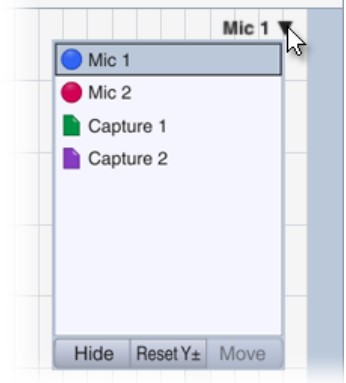 Mic 1
Mic 1
Mic 2
Capture 1
Capture 2
Hide Reset Y± Move